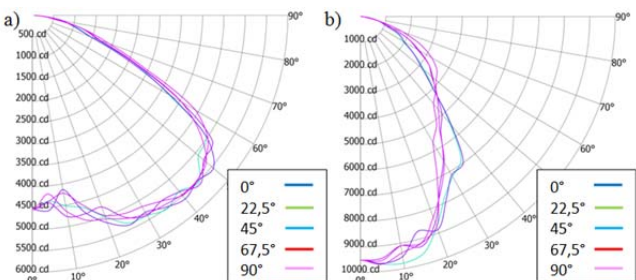 a)
500 cd
1000 cd
1500 cd
2000 cd
2500 cd
3000 cd
3500 cd
4000 cd
4500 cd
5000 cd
5500 cd
6000 cd
90°
80°
70°
60°
40°
30°
20°
10°
0°
0°
22,5°
45°
67,5°
90°
b)
1000 cd
2000 cd
3000 cd
4000 cd
5000 cd
6000 cd
7000 cd
8000 cd
9000 cd
10000 cd
90°
80°
70°
60°
40°
30°
20°
10°
0°
0°
22,5°
45°
67,5°
90°